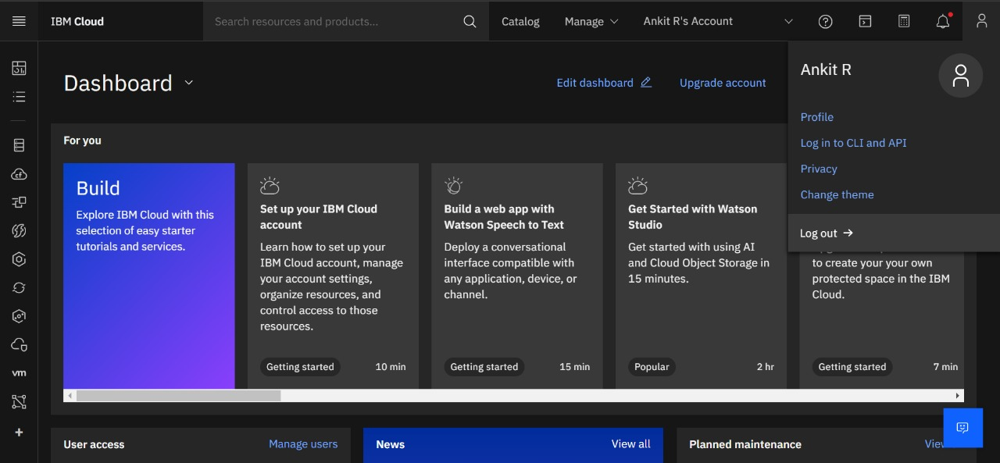 IBM Cloud
Search resources and products...
Catalog
Manage
Ankit R's Account
Ankit R
Profile
Log in to CLI and API
Privacy
Change theme
Log out →
Dashboard
Edit dashboard
Upgrade account
For you
Build
Explore IBM Cloud with this
selection of easy starter
tutorials and services.
Set up your IBM Cloud
account
Learn how to set up your
IBM Cloud account, manage
your account settings,
organize resources, and
control access to those
resources.
Getting started
10 min
Build a web app with
Watson Speech to Text
Deploy a conversational
interface compatible with
any application, device, or
channel.
Getting started
15 min
Get Started with Watson
Studio
Get started with using AI
and Cloud Object Storage in
15 minutes.
Popular
2 hr
to create your your own
protected space in the IBM
Cloud.
Getting started
7 min
cf
vm
User access
Manage users
News
View all
Planned maintenance